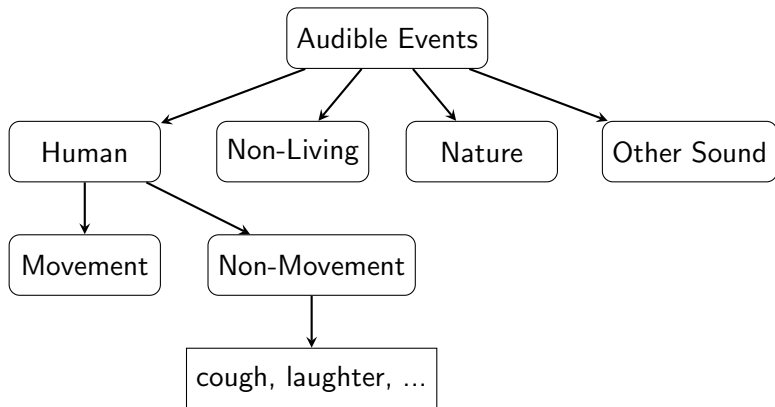 Audible Events
Human
Non-Living
Nature
Other Sound
Movement
Non-Movement
cough, laughter, ...